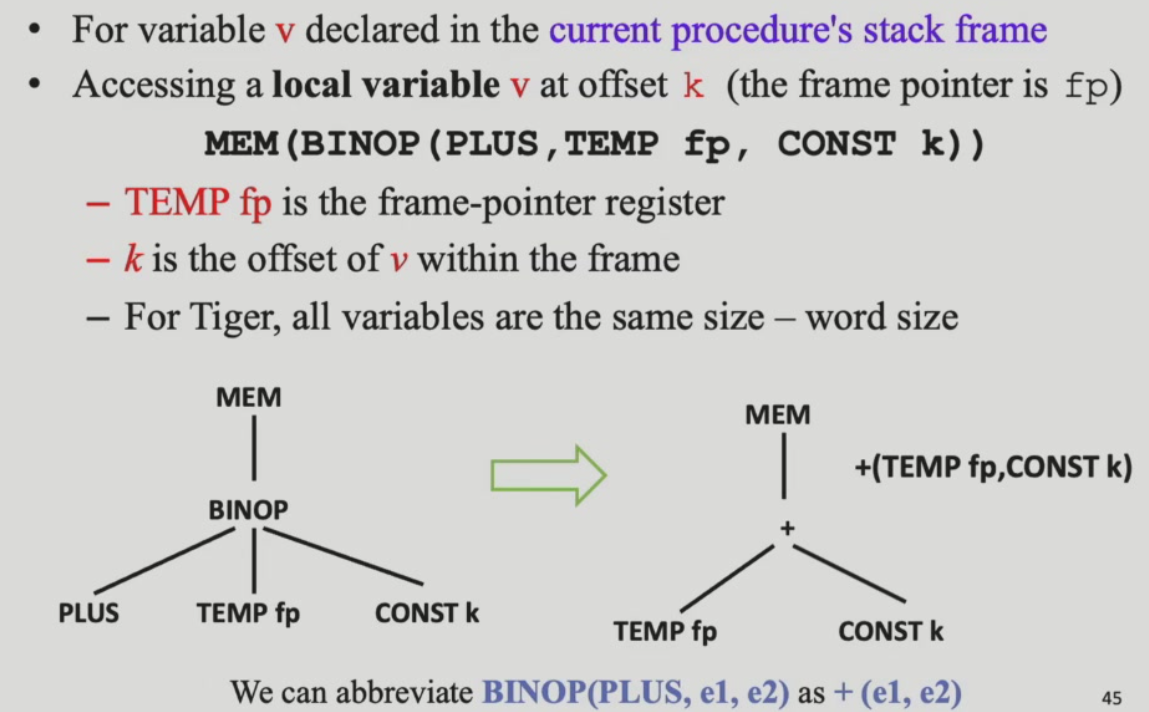 • For variable v declared in the current procedure's stack frame
• Accessing a local variable v at offset k (the frame pointer is fp)
MEM(BINOP(PLUS,TEMP fp, CONST k))
– TEMP fp is the frame-pointer register
– k is the offset of v within the frame
– For Tiger, all variables are the same size – word size
MEM
BINOP
PLUS TEMP fp CONST k
MEM
+(TEMP fp,CONST k)
+
TEMP fp CONST k
We can abbreviate BINOP(PLUS, e1, e2) as + (e1, e2)
45